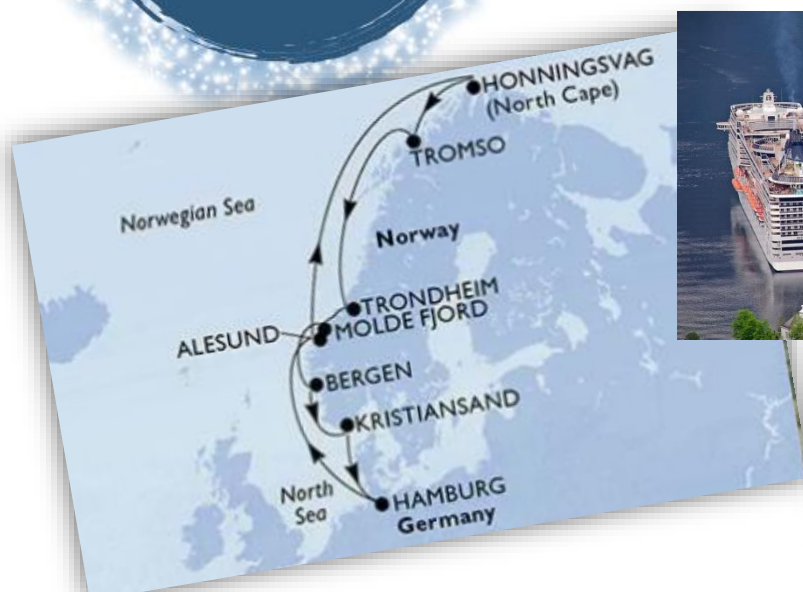 HONNINGSVAG
(North Cape)
TROMSO
Norwegian Sea
Norway
TRONDHEIM
MOLDE FJORD
ALESUND
BERGEN
KRISTIANSAND
North
Sea
HAMBURG
Germany